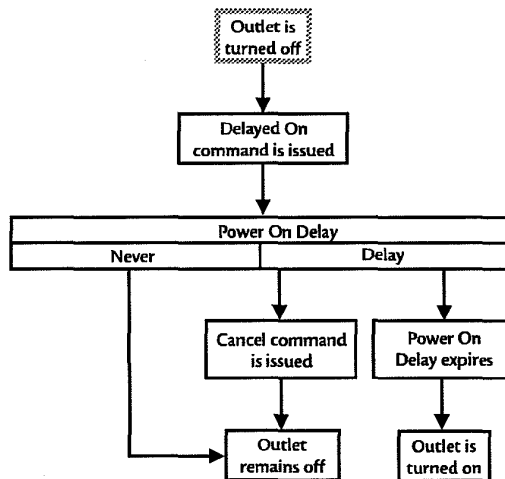 Outlet is
turned off
Delayed On
command is issued
Power On Delay
Never
Delay
Cancel command
is issued
Power On
Delay expires
Outlet
remains off
Outlet is
turned on